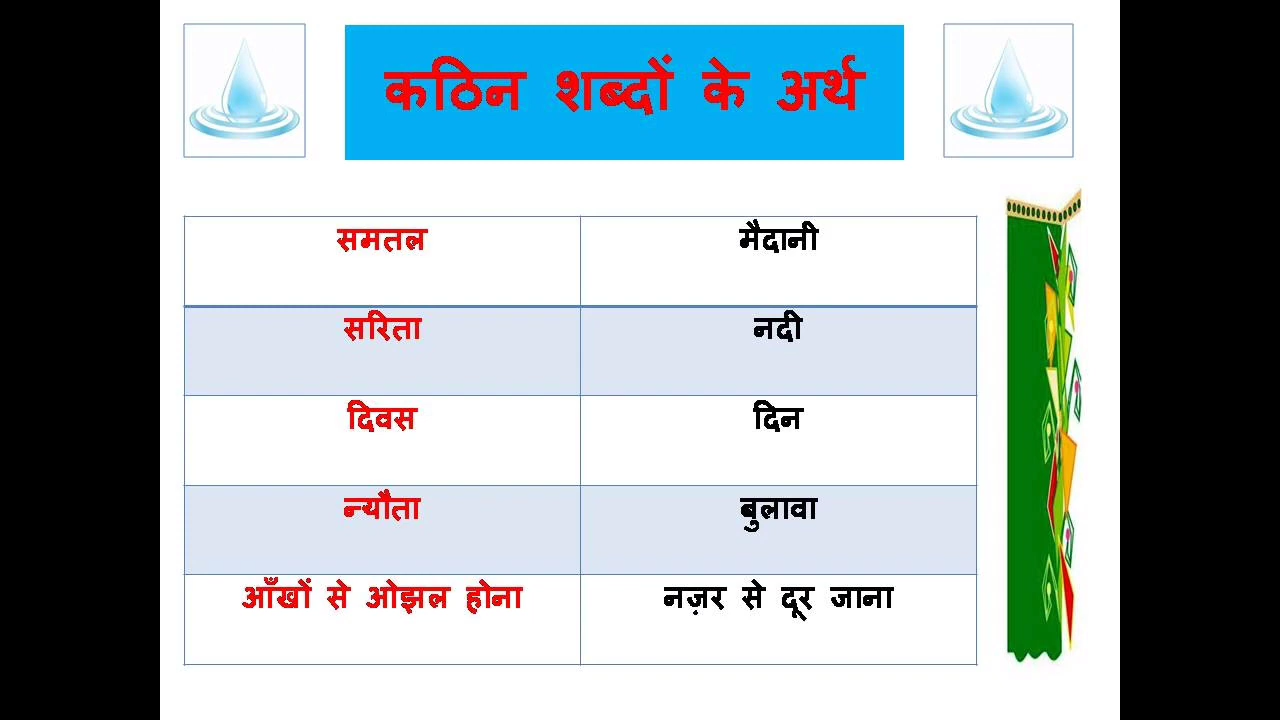 कठिन शब्दों के अर्थ
समतल मैदानी
सरिता नदी
दिवस दिन
न्यौता बुलावा
आँखों से ओझल होना नज़र से दूर जाना